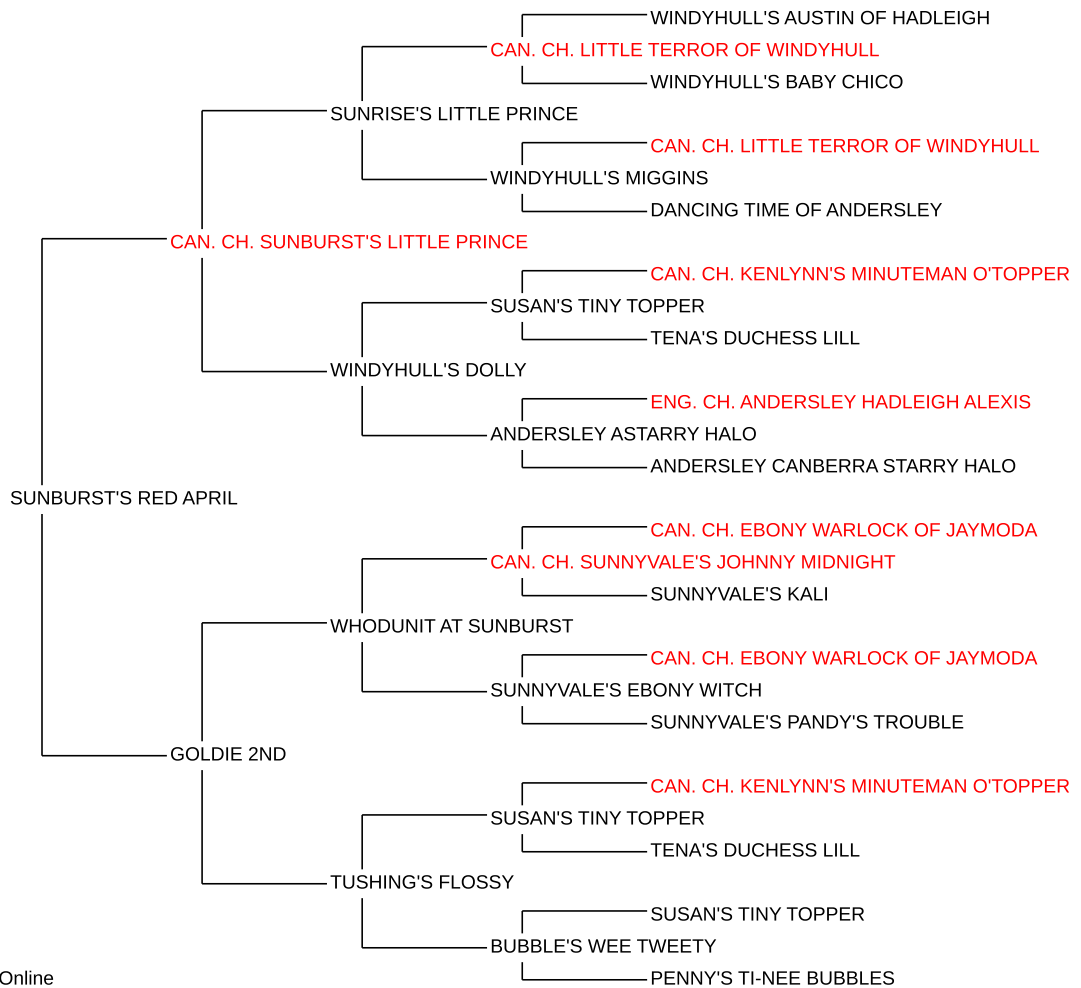 WINDYHULL'S AUSTIN OF HADLEIGH
CAN. CH. LITTLE TERROR OF WINDYHULL
WINDYHULL'S BABY CHICO
SUNRISE'S LITTLE PRINCE
CAN. CH. LITTLE TERROR OF WINDYHULL
WINDYHULL'S MIGGINS
DANCING TIME OF ANDERSLEY
CAN. CH. SUNBURST'S LITTLE PRINCE
CAN. CH. KENLYNN'S MINUTEMAN O'TOPPER
SUSAN'S TINY TOPPER
TENA'S DUCHESS LILL
WINDYHULL'S DOLLY
ENG. CH. ANDERSLEY HADLEIGH ALEXIS
ANDERSLEY ASTARRY HALO
ANDERSLEY CANBERRA STARRY HALO
SUNBURST'S RED APRIL
CAN. CH. EBONY WARLOCK OF JAYMODA
CAN. CH. SUNNYVALE'S JOHNNY MIDNIGHT
SUNNYVALE'S KALI
WHODUNIT AT SUNBURST
CAN. CH. EBONY WARLOCK OF JAYMODA
SUNNYVALE'S EBONY WITCH
SUNNYVALE'S PANDY'S TROUBLE
GOLDIE 2ND
CAN. CH. KENLYNN'S MINUTEMAN O'TOPPER
SUSAN'S TINY TOPPER
TENA'S DUCHESS LILL
TUSHING'S FLOSSY
SUSAN'S TINY TOPPER
BUBBLE'S WEE TWEETY
PENNY'S TI-NEE BUBBLES
Online